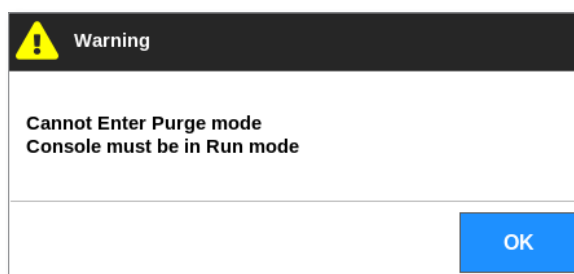 Warning
Cannot Enter Purge mode
Console must be in Run mode
OK